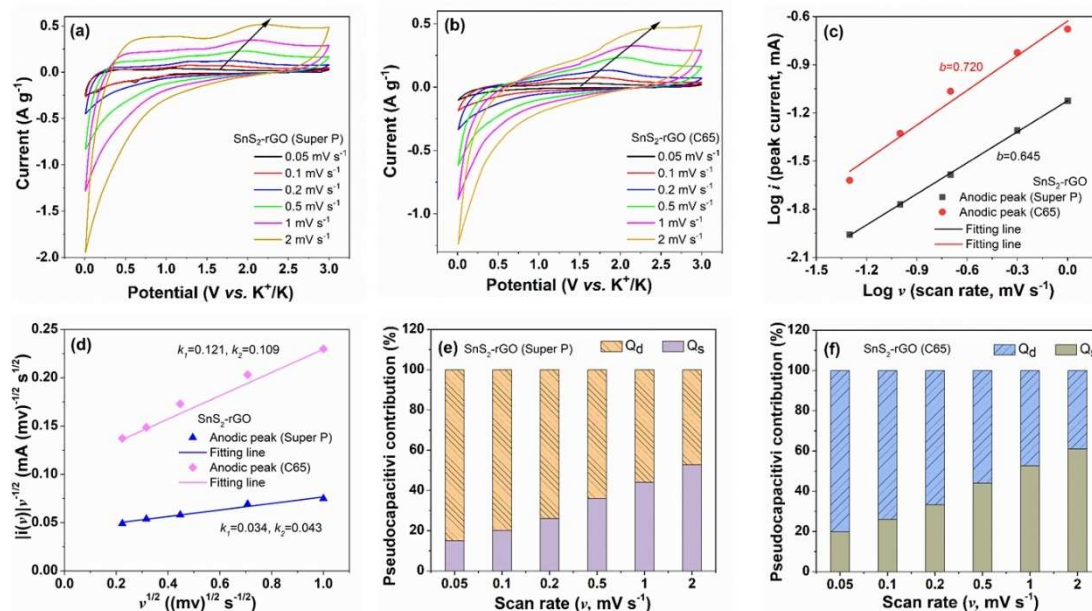 (a)
Current (A g⁻¹)
0.5
0.0
-0.5
-1.0
-1.5
-2.0
SnS₂-rGO (Super P)
0.05 mV s⁻¹
0.1 mV s⁻¹
0.2 mV s⁻¹
0.5 mV s⁻¹
1 mV s⁻¹
2 mV s⁻¹
0.0 0.5 1.0 1.5 2.0 2.5 3.0
Potential (V vs. K⁺/K)
(b)
Current (A g⁻¹)
0.5
0.0
-0.5
-1.0
SnS₂-rGO (C65)
0.05 mV s⁻¹
0.1 mV s⁻¹
0.2 mV s⁻¹
0.5 mV s⁻¹
1 mV s⁻¹
2 mV s⁻¹
0.0 0.5 1.0 1.5 2.0 2.5 3.0
Potential (V vs. K⁺/K)
(c)
Log i (peak current, mA)
-0.6
-0.9
-1.2
-1.5
-1.8
-2.1
b=0.720
b=0.645
SnS₂-rGO
Anodic peak (Super P)
Anodic peak (C65)
Fitting line
Fitting line
-1.5 -1.2 -0.9 -0.6 -0.3 0.0
Log ν (scan rate, mV s⁻¹)
(d)
|i(v)|ν⁻¹/² (mA (mv)⁻¹/² s¹/²)
0.25
0.20
0.15
0.10
0.05
0.00
k₁=0.121, k₂=0.109
SnS₂-rGO
Anodic peak (Super P)
Fitting line
Anodic peak (C65)
Fitting line
k₁=0.034, k₂=0.043
0.2 0.4 0.6 0.8 1.0
ν¹/² ((mv)¹/² s⁻¹/²)
(e)
SnS₂-rGO (Super P)
Q_d Q_s
Pseudocapacitivi contribution (%)
120
100
80
60
40
20
0
0.05 0.1 0.2 0.5 1 2
Scan rate (ν, mV s⁻¹)
(f)
SnS₂-rGO (C65)
Q_d Q
Pseudocapacitivi contribution (%)
120
100
80
60
40
20
0
0.05 0.1 0.2 0.5 1 2
Scan rate (ν, mV s⁻¹)